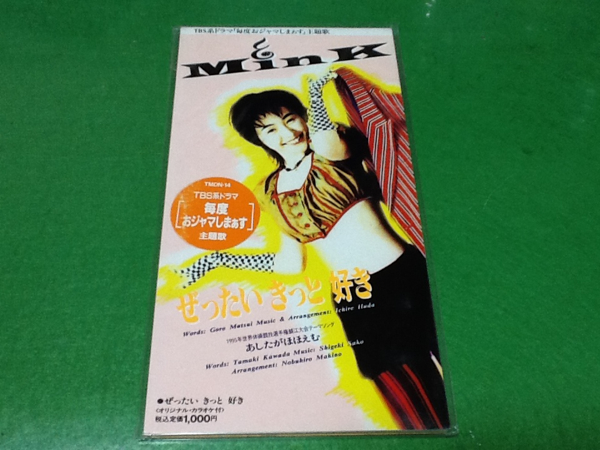 TBS系ドラマ「毎度おジャマしまぁす」主題歌
MinK
TMDN-14
TBS系ドラマ
毎度
おジャマしまぁす
主題歌
ぜったい きっと 好き
Words: Goro Matsui Music & Arrangement: Ichiro Hada
1995年世界体操競技選手権鯖江大会テーマソング
あしたがほほえむ
Words: Tamaki Kawada Music: Shigeki Sako
Arrangement: Nobuhiro Makino
●ぜったい きっと 好き
(オリジナル・カラオケ付)
税込定価1,000円